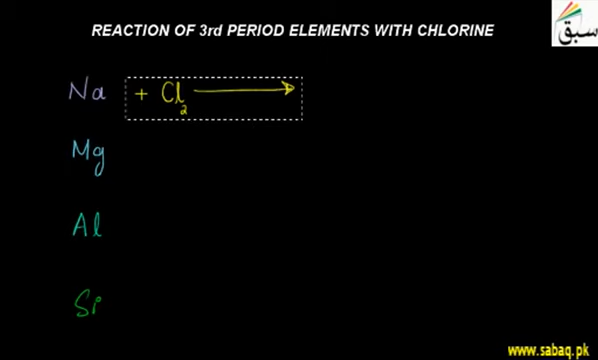 REACTION OF 3rd PERIOD ELEMENTS WITH CHLORINE
سبق
Na + Cl₂ →
Mg
Al
Si
www.sabaq.pk